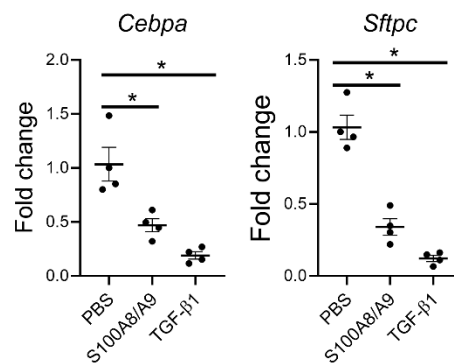 Cebpa
Fold change
2.0
1.5
1.0
0.5
0.0
*
*
PBS
S100A8/A9
TGF-β1
Sftpc
Fold change
1.5
1.0
0.5
0.0
*
*
PBS
S100A8/A9
TGF-β1